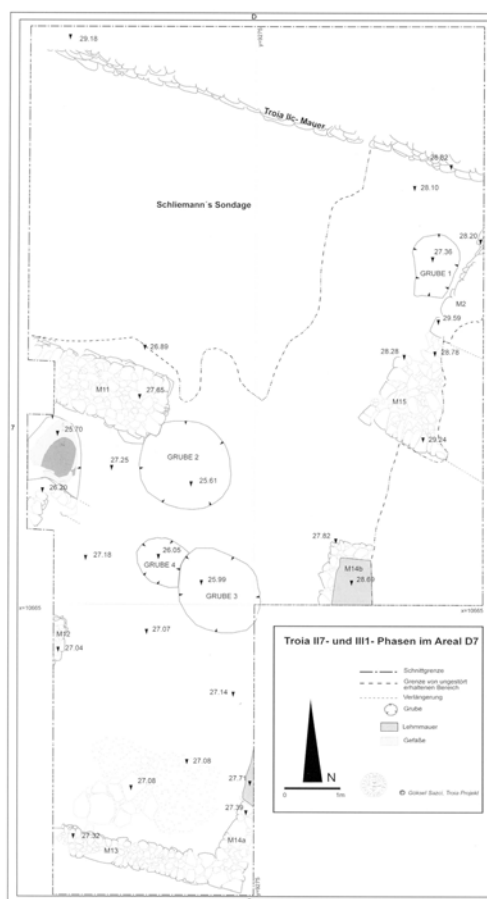 D
29.18
Troia IIc- Mauer
26.82
28.10
Schliemann's Sondage
28.20
27.36
GRUBE 1
M2
29.59
26.89
28.28
28.78
M11
27.65
M15
29.24
7
25.70
27.25
GRUBE 2
25.61
26.20
27.82
27.18
26.05
GRUBE 4
25.99
M14b
28.69
GRUBE 3
M12
27.07
27.04
27.14
27.08
27.08
27.71
27.39
27.32
M13
M14a
Troia II7- und III1- Phasen im Areal D7
Schnittgrenze
Grenze von ungestört
erhaltenen Bereich
Verlängerung
Grube
Lehmmauer
Gefäße
N
0
1m
© Göksel Sazcı, Troia Projekt